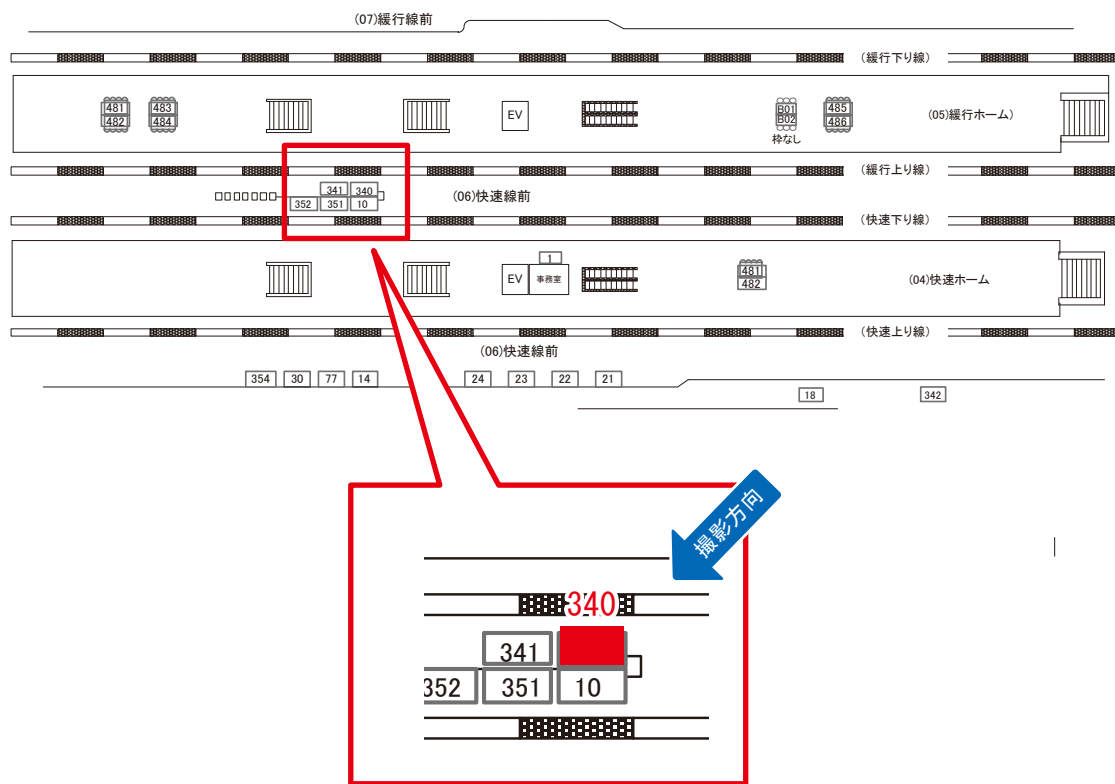 (07)緩行線前
(緩行下り線)
481 483 EV B01 485
482 484 B02 486
(05)緩行ホーム)
枠なし
(緩行上り線)
341 340
(06)快速線前
352 351 10
(快速下り線)
1
EV 事務室
481
482
(04)快速ホーム
(快速上り線)
(06)快速線前
354 30 77 14 24 23 22 21
18 342
撮影方向
340
341
352 351 10